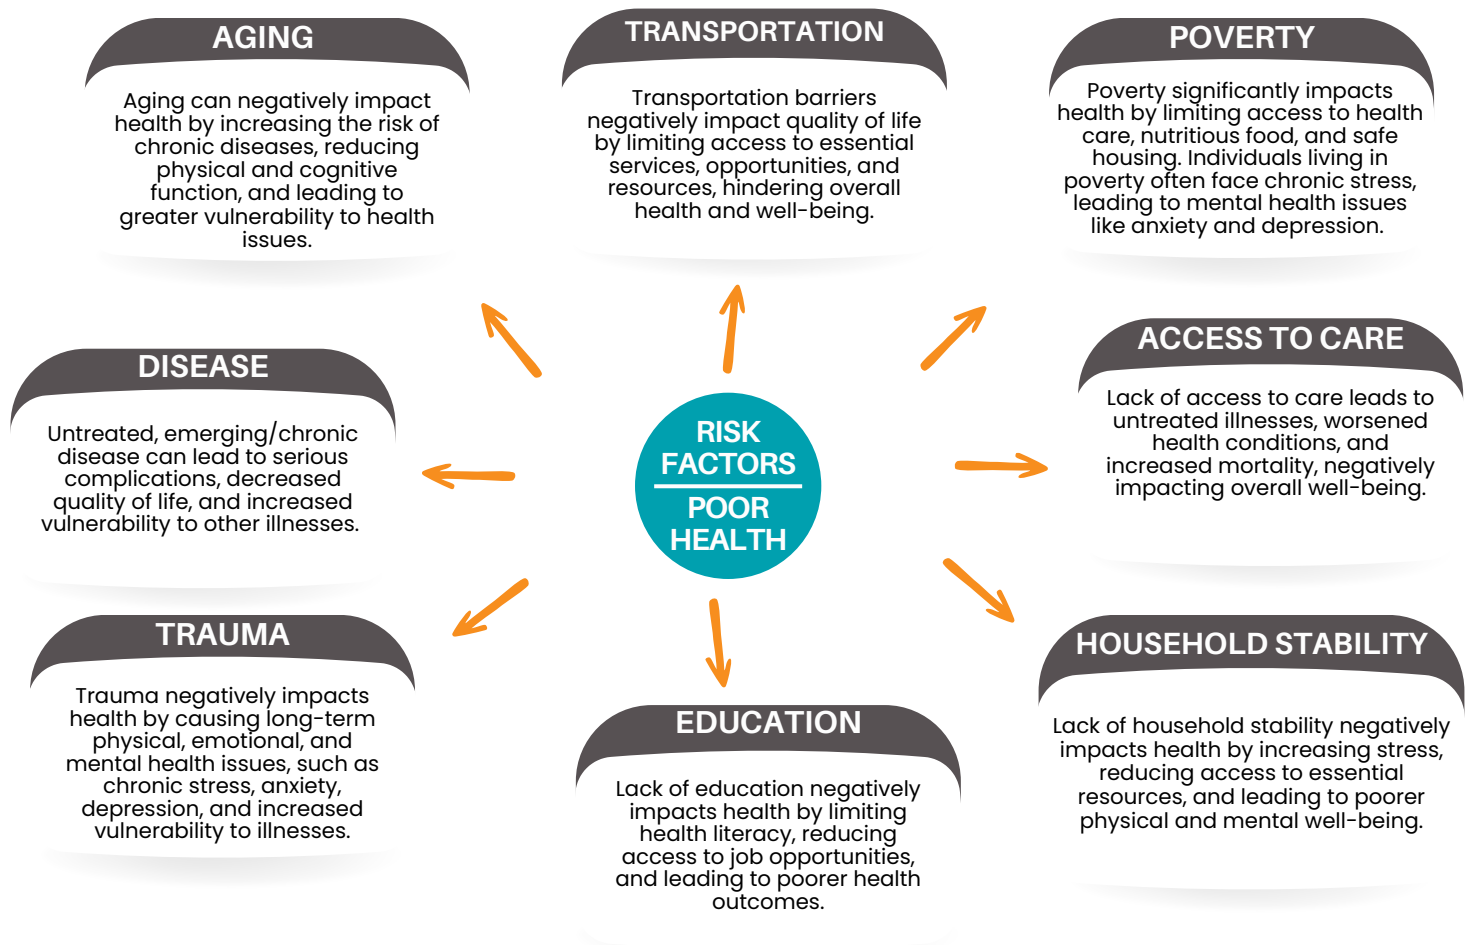 AGING
Aging can negatively impact
health by increasing the risk of
chronic diseases, reducing
physical and cognitive
function, and leading to
greater vulnerability to health
issues.
TRANSPORTATION
Transportation barriers
negatively impact quality of life
by limiting access to essential
services, opportunities, and
resources, hindering overall
health and well-being.
POVERTY
Poverty significantly impacts
health by limiting access to health
care, nutritious food, and safe
housing. Individuals living in
poverty often face chronic stress,
leading to mental health issues
like anxiety and depression.
DISEASE
Untreated, emerging/chronic
disease can lead to serious
complications, decreased
quality of life, and increased
vulnerability to other illnesses.
RISK
FACTORS
POOR
HEALTH
ACCESS TO CARE
Lack of access to care leads to
untreated illnesses, worsened
health conditions, and
increased mortality, negatively
impacting overall well-being.
TRAUMA
Trauma negatively impacts
health by causing long-term
physical, emotional, and
mental health issues, such as
chronic stress, anxiety,
depression, and increased
vulnerability to illnesses.
EDUCATION
Lack of education negatively
impacts health by limiting
health literacy, reducing
access to job opportunities,
and leading to poorer health
outcomes.
HOUSEHOLD STABILITY
Lack of household stability negatively
impacts health by increasing stress,
reducing access to essential
resources, and leading to poorer
physical and mental well-being.